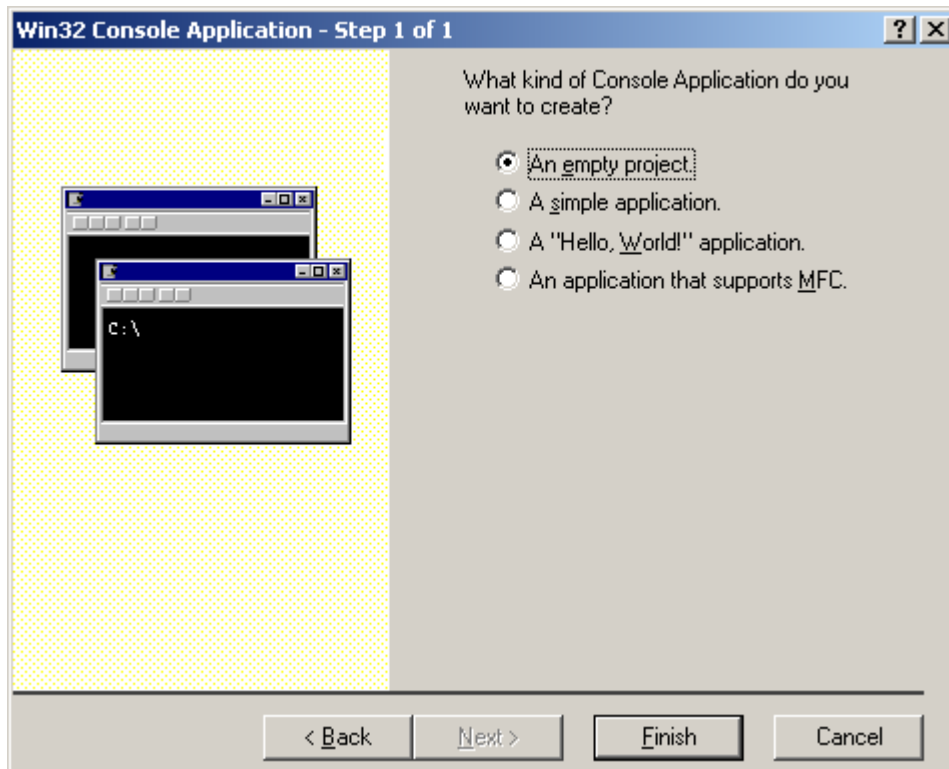 Win32 Console Application - Step 1 of 1
What kind of Console Application do you
want to create?
An empty project.
A simple application.
A "Hello, World!" application.
An application that supports MFC.
C:\
< Back
Next >
Finish
Cancel